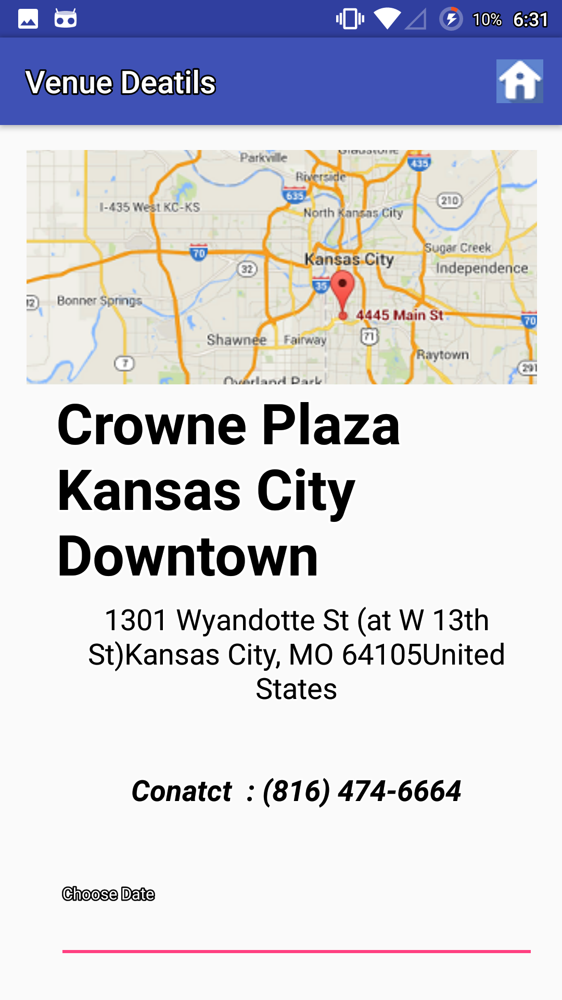 10% 6:31
Venue Deatils
Parkville
Gladstone
435
Riverside
635
210
I-435 West KC-KS
North Kansas City
70
Sugar Creek
Kansas City
32
Independence
35
Bonner Springs
4445 Main St
70
Shawnee
Fairway
71
Raytown
7
291
Overland Park
Crowne Plaza
Kansas City
Downtown
1301 Wyandotte St (at W 13th
St)Kansas City, MO 64105United
States
Conatct : (816) 474-6664
Choose Date